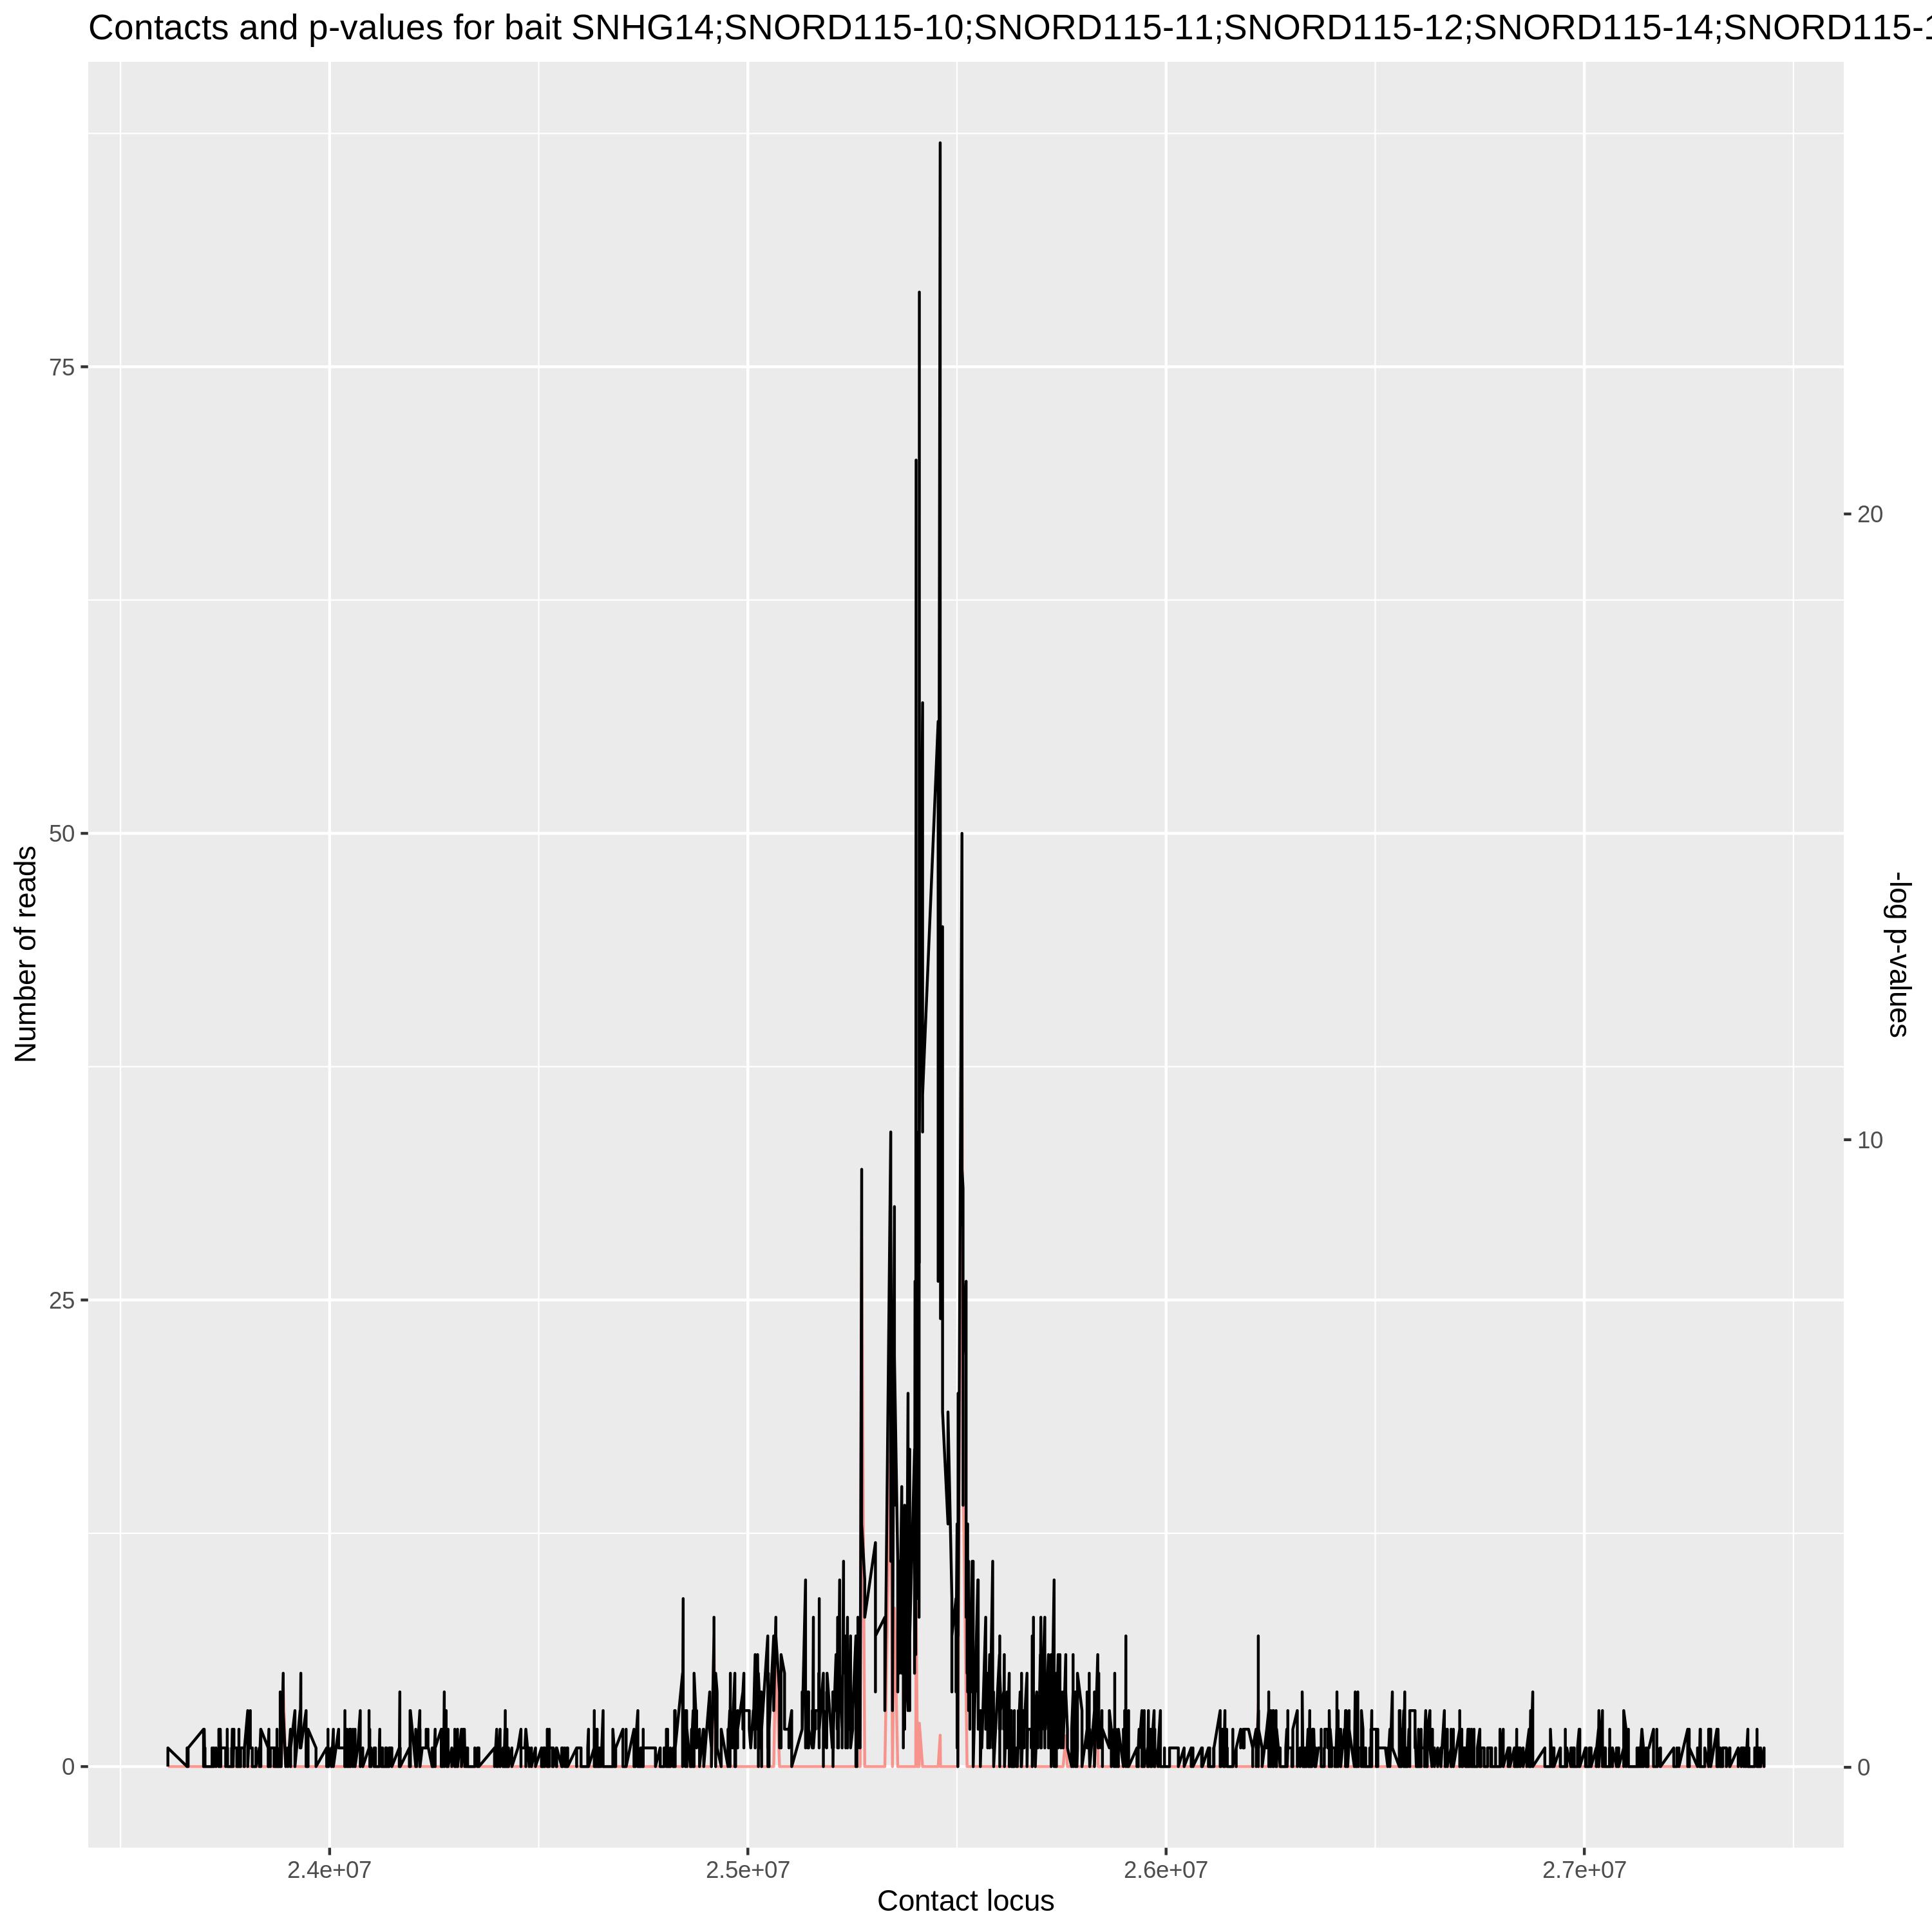 Contacts and p-values for bait SNHG14;SNORD115-10;SNORD115-11;SNORD115-12;SNORD115-14;SNORD115-1
75
50
25
0
Number of reads
20
10
0
-log p-values
2.4e+07
2.5e+07
2.6e+07
2.7e+07
Contact locus